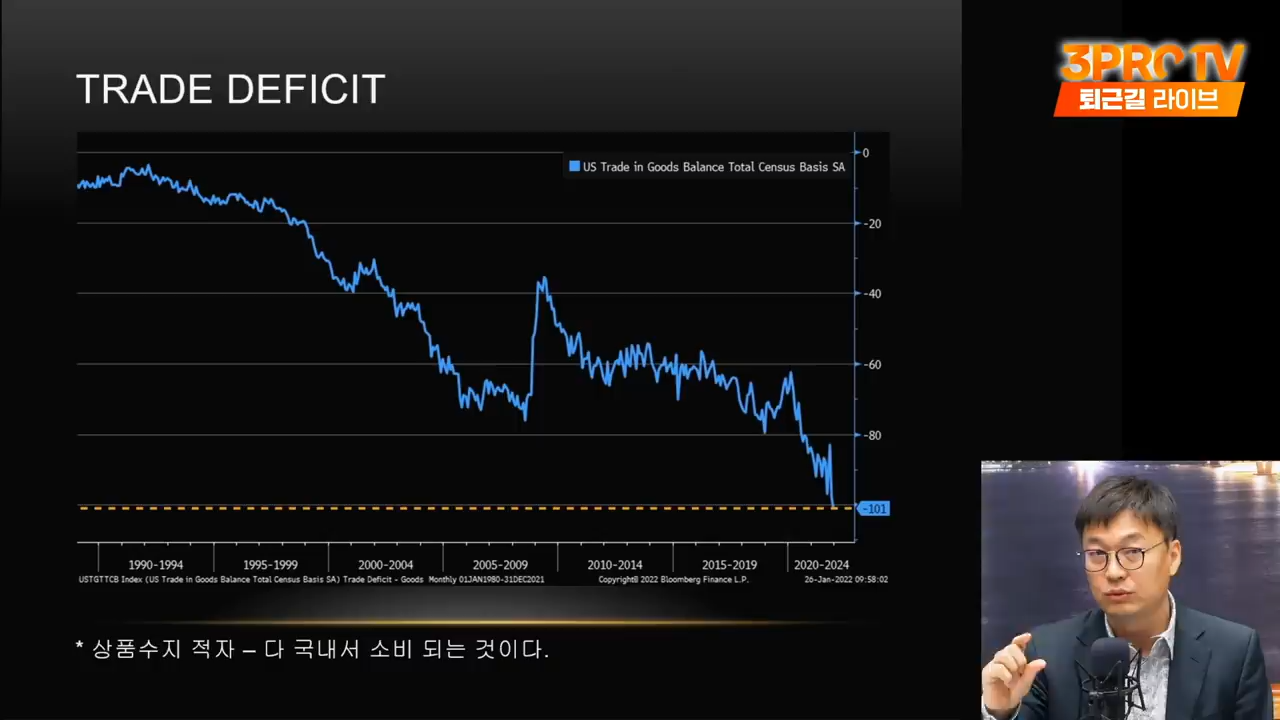 3PRO TV
퇴근길 라이브
TRADE DEFICIT
US Trade in Goods Balance Total Census Basis SA
0
-20
-40
-60
-80
-101
1990-1994 1995-1999 2000-2004 2005-2009 2010-2014 2015-2019 2020-2024
USTGTTCB Index (US Trade in Goods Balance Total Census Basis SA) Trade Deficit - Goods Monthly 01JAN1980-31DEC2021 Copyright© 2022 Bloomberg Finance L.P. 26-Jan-2022 09:58:02
* 상품수지 적자 – 다 국내서 소비 되는 것이다.